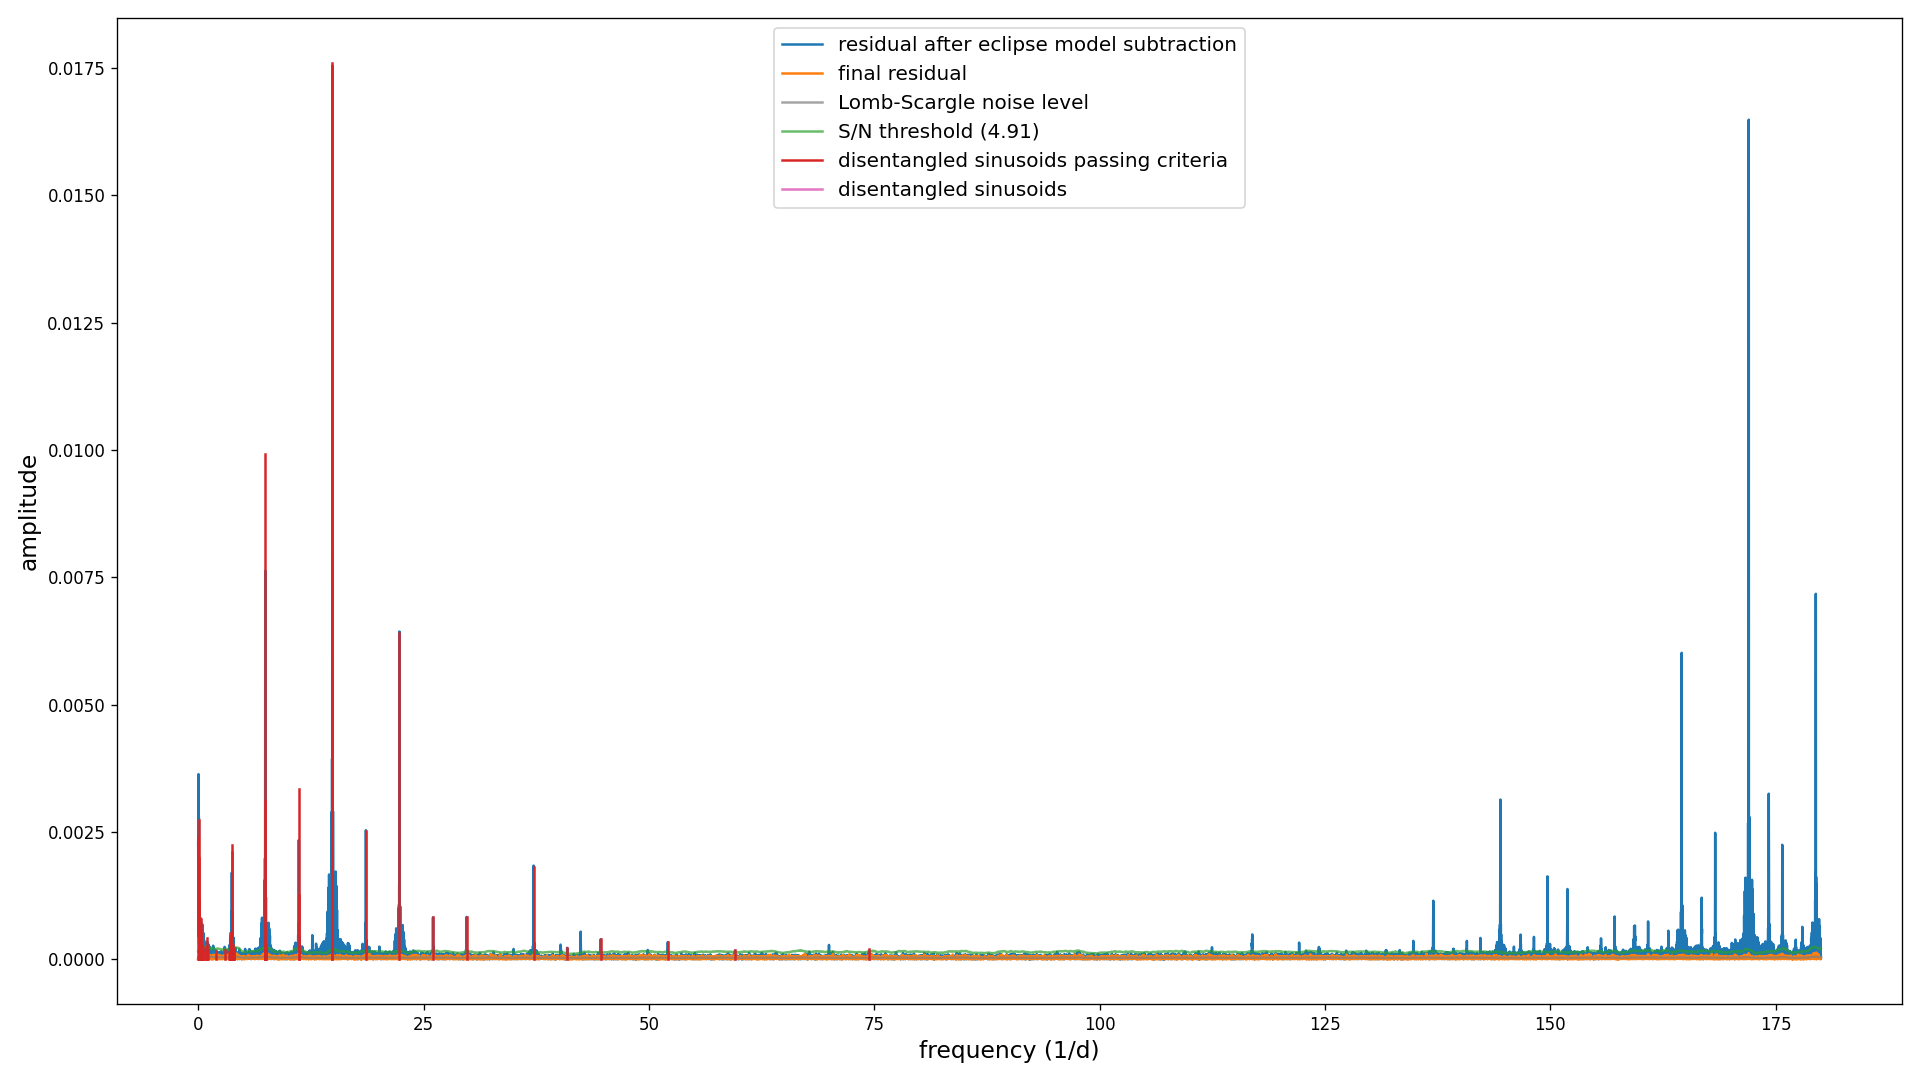 residual after eclipse model subtraction
final residual
Lomb-Scargle noise level
S/N threshold (4.91)
disentangled sinusoids passing criteria
disentangled sinusoids
amplitude
0.0175
0.0150
0.0125
0.0100
0.0075
0.0050
0.0025
0.0000
0 25 50 75 100 125 150 175
frequency (1/d)